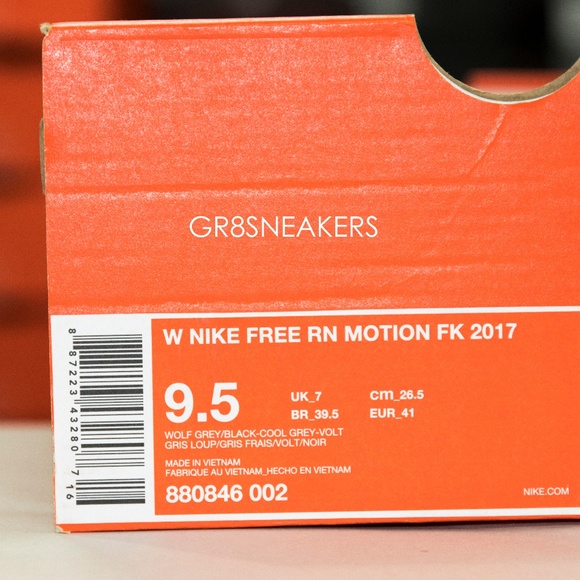 GR8SNEAKERS
W NIKE FREE RN MOTION FK 2017
9.5
UK_7 cm_26.5
BR_39.5 EUR_41
WOLF GREY/BLACK-COOL GREY-VOLT
GRIS LOUP/GRIS FRAIS/VOLT/NOIR
MADE IN VIETNAM
FABRIQUE AU VIETNAM_HECHO EN VIETNAM
880846 002
NIKE.COM
8 87223 43280 7
16